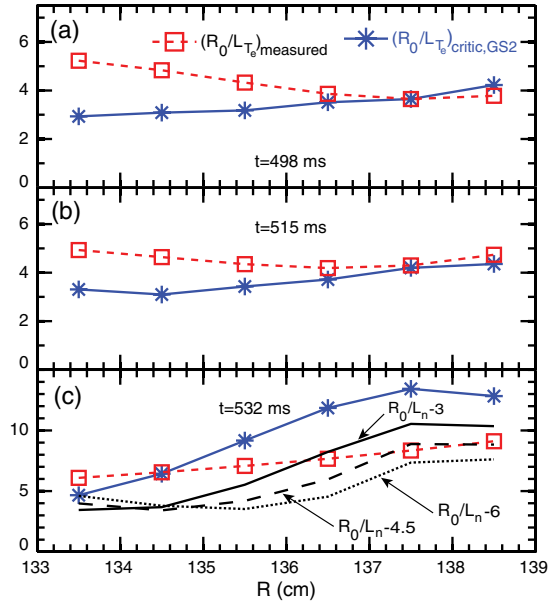 (a)
(R0/LTe)measured
(R0/LTe)critic,GS2
6
4
2
0
t=498 ms
(b)
t=515 ms
6
4
2
0
(c)
t=532 ms
R0/Ln-3
10
5
0
R0/Ln-4.5
R0/Ln-6
133 134 135 136 137 138 139
R (cm)